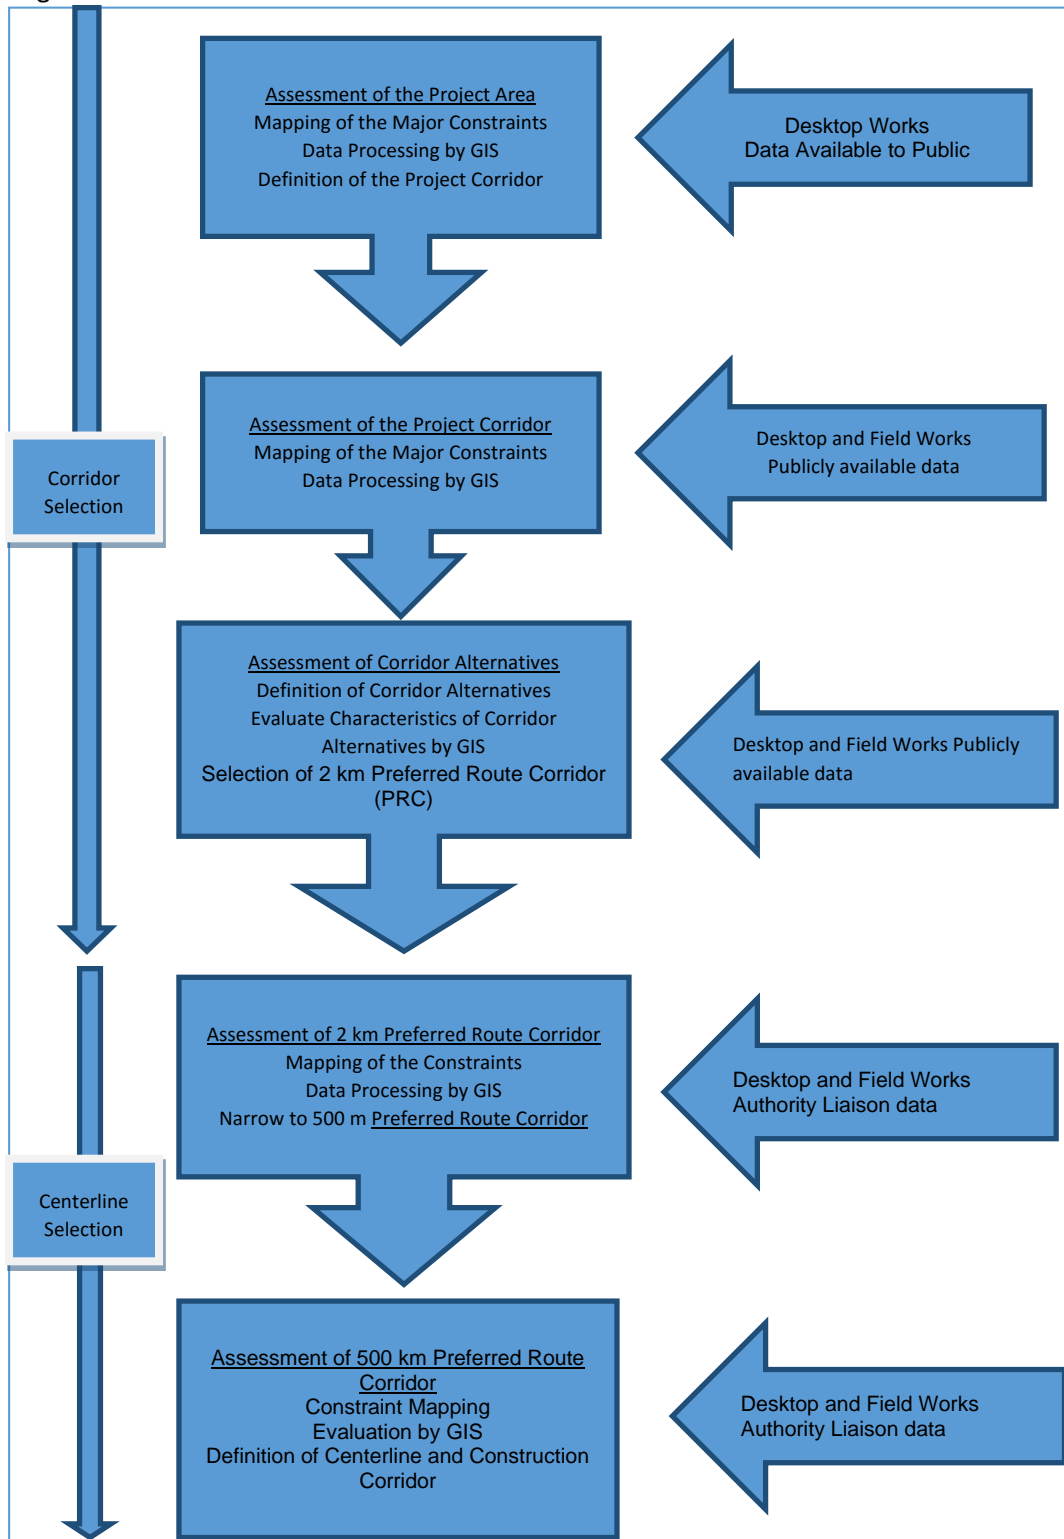 Assessment of the Project Area
Mapping of the Major Constraints
Data Processing by GIS
Definition of the Project Corridor
Desktop Works
Data Available to Public
Assessment of the Project Corridor
Mapping of the Major Constraints
Data Processing by GIS
Desktop and Field Works
Publicly available data
Corridor
Selection
Assessment of Corridor Alternatives
Definition of Corridor Alternatives
Evaluate Characteristics of Corridor
Alternatives by GIS
Selection of 2 km Preferred Route Corridor
(PRC)
Desktop and Field Works Publicly
available data
Assessment of 2 km Preferred Route Corridor
Mapping of the Constraints
Data Processing by GIS
Narrow to 500 m Preferred Route Corridor
Desktop and Field Works
Authority Liaison data
Centerline
Selection
Assessment of 500 km Preferred Route
Corridor
Constraint Mapping
Evaluation by GIS
Definition of Centerline and Construction
Corridor
Desktop and Field Works
Authority Liaison data